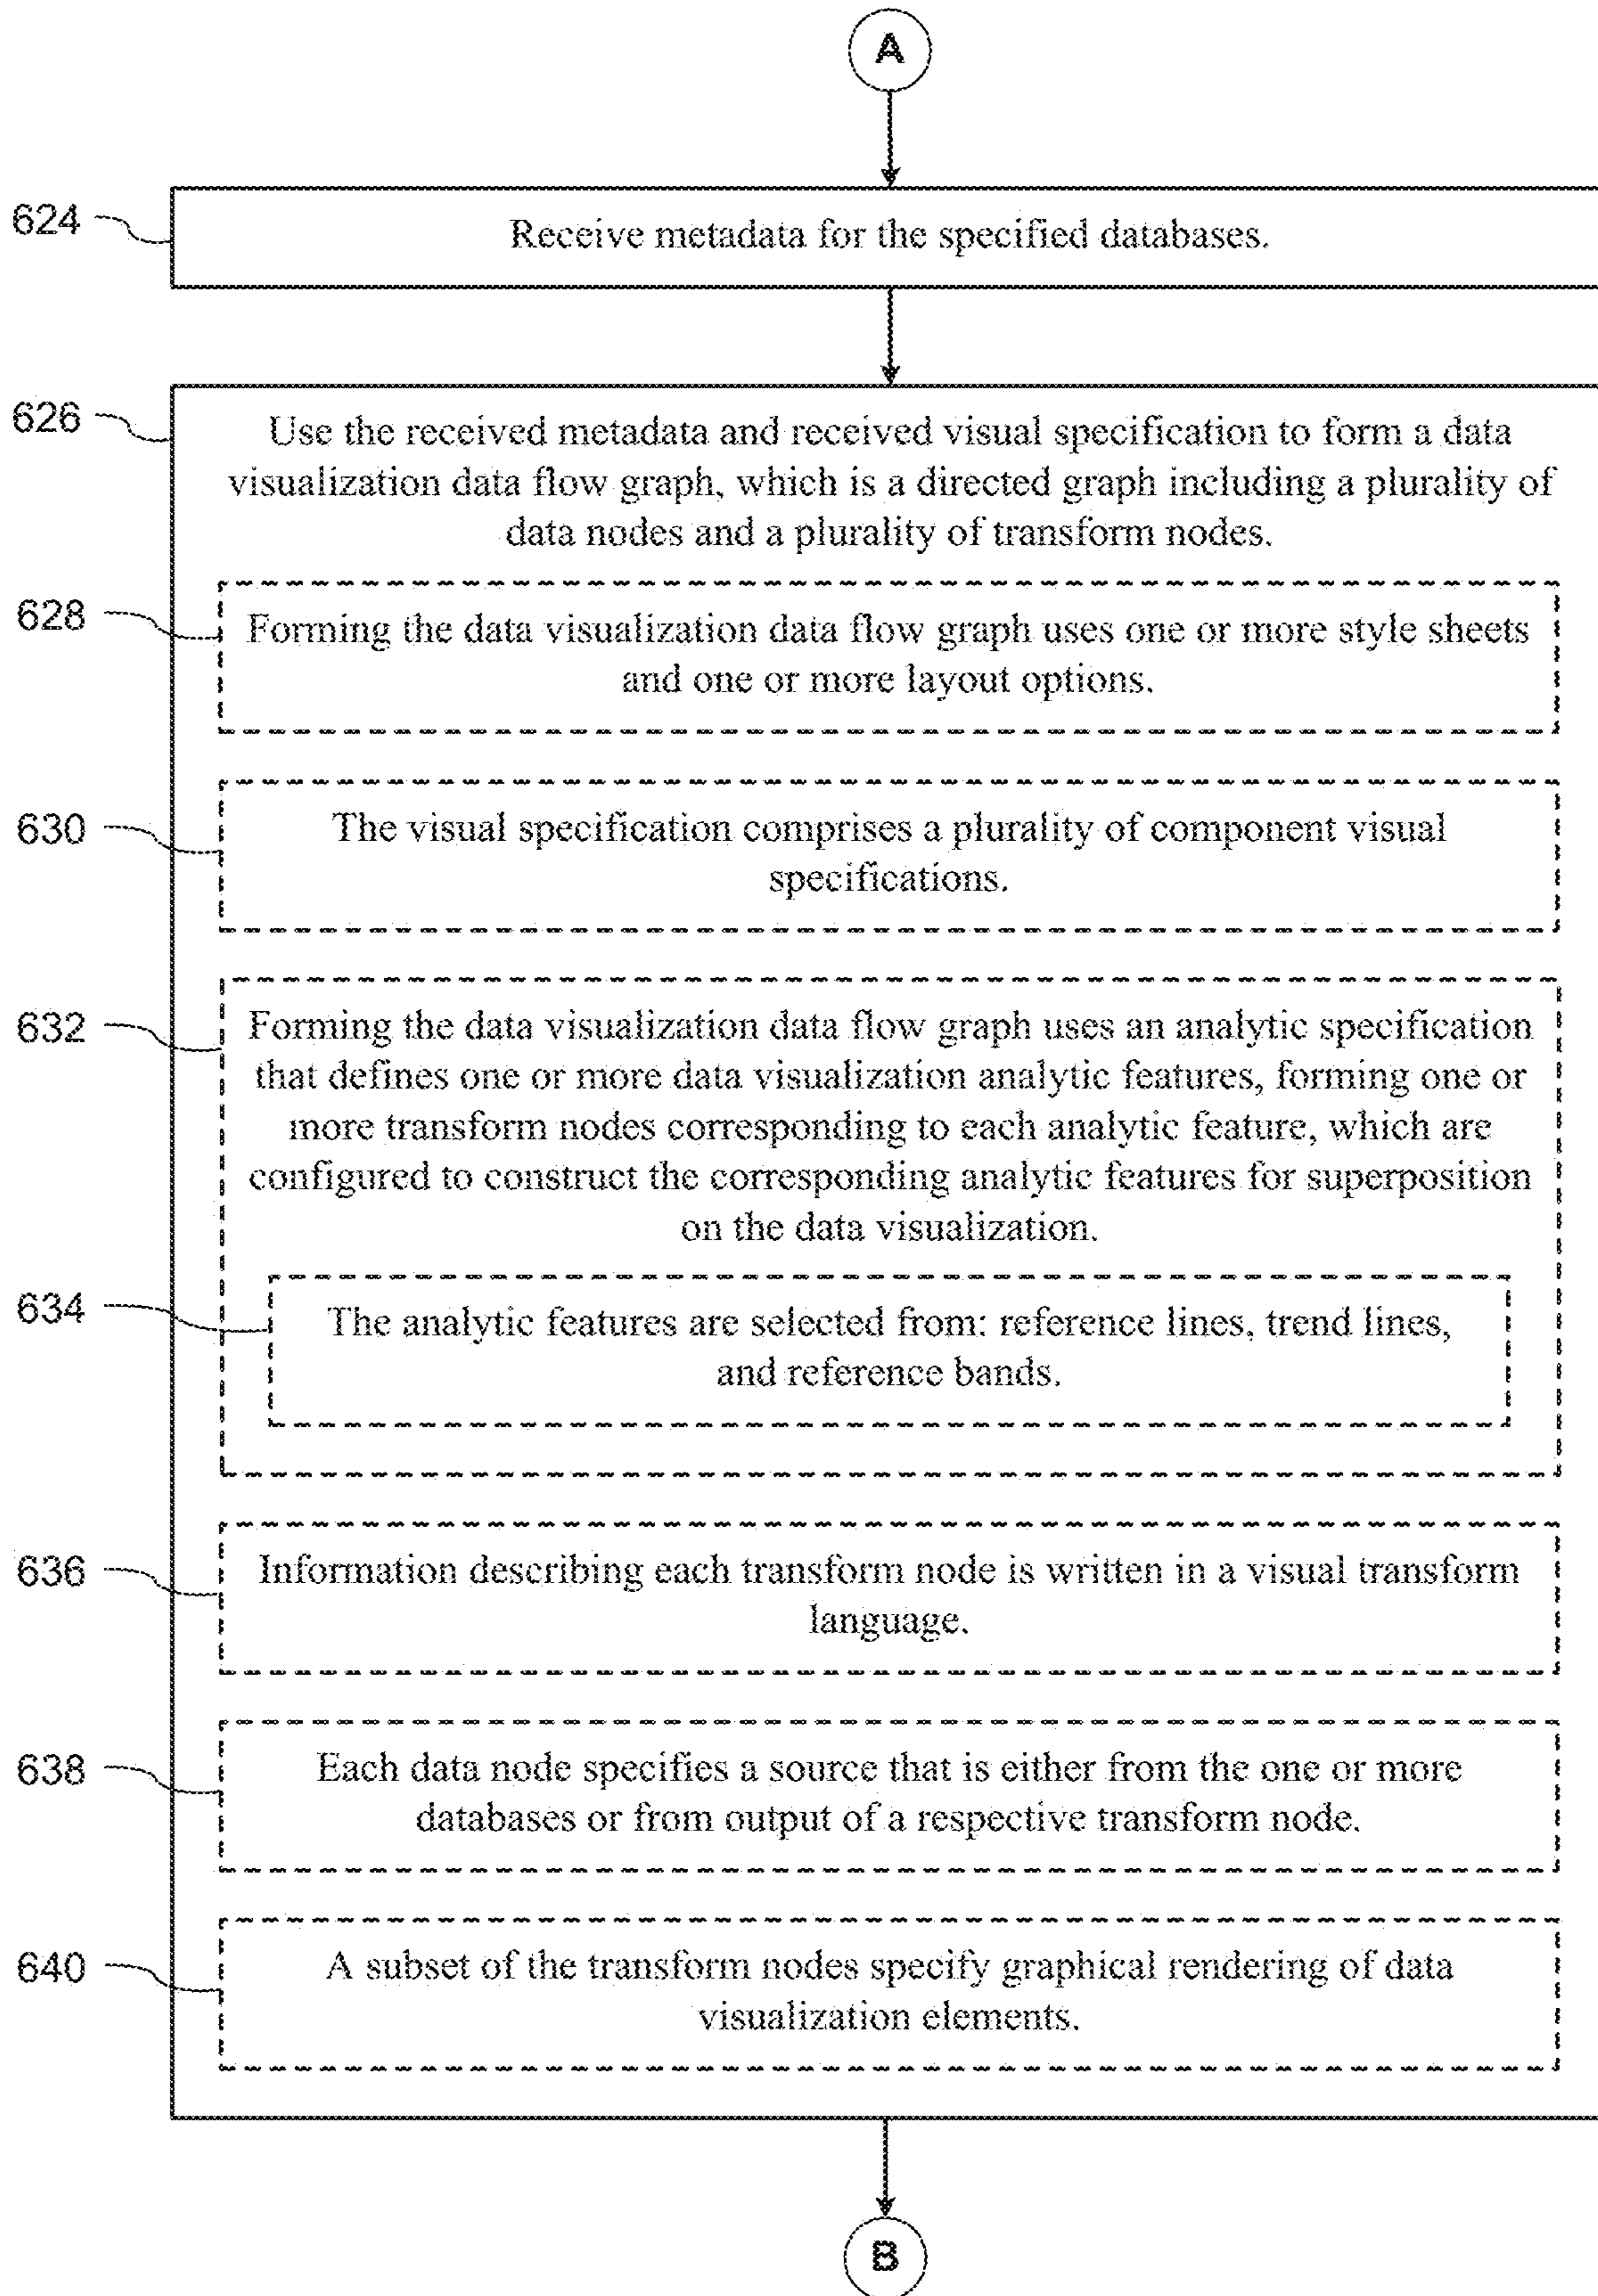 A
624
Receive metadata for the specified databases.
626
Use the received metadata and received visual specification to form a data
visualization data flow graph, which is a directed graph including a plurality of
data nodes and a plurality of transform nodes.
628
Forming the data visualization data flow graph uses one or more style sheets
and one or more layout options.
630
The visual specification comprises a plurality of component visual
specifications.
632
Forming the data visualization data flow graph uses an analytic specification
that defines one or more data visualization analytic features, forming one or
more transform nodes corresponding to each analytic feature, which are
configured to construct the corresponding analytic features for superposition
on the data visualization.
634
The analytic features are selected from: reference lines, trend lines,
and reference bands.
636
Information describing each transform node is written in a visual transform
language.
638
Each data node specifies a source that is either from the one or more
databases or from output of a respective transform node.
640
A subset of the transform nodes specify graphical rendering of data
visualization elements.
B